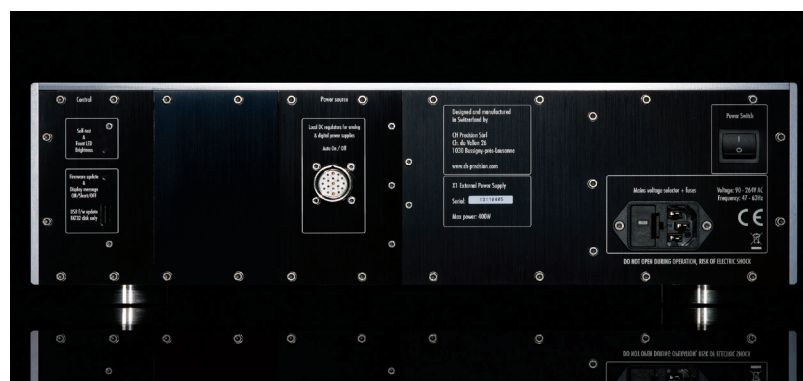 Control
Self-test
&
Front LED
Brightness
Firmware update
&
Display message
ON/Short/OFF
USB f/w update
FAT32 disk only
Power source
Local DC regulators for analog
& digital power supplies
Auto On / Off
Designed and manufactured
in Switzerland by
CH Precision Sàrl
Ch. du Vallon 26
1030 Bussigny-près-Lausanne
www.ch-precision.com
X1 External Power Supply
Serial:
Max power: 400W
Power Switch
Mains voltage selector + fuses
Voltage: 90 - 264V AC
Frequency: 47 - 63Hz
CE
DO NOT OPEN DURING OPERATION, RISK OF ELECTRIC SHOCK